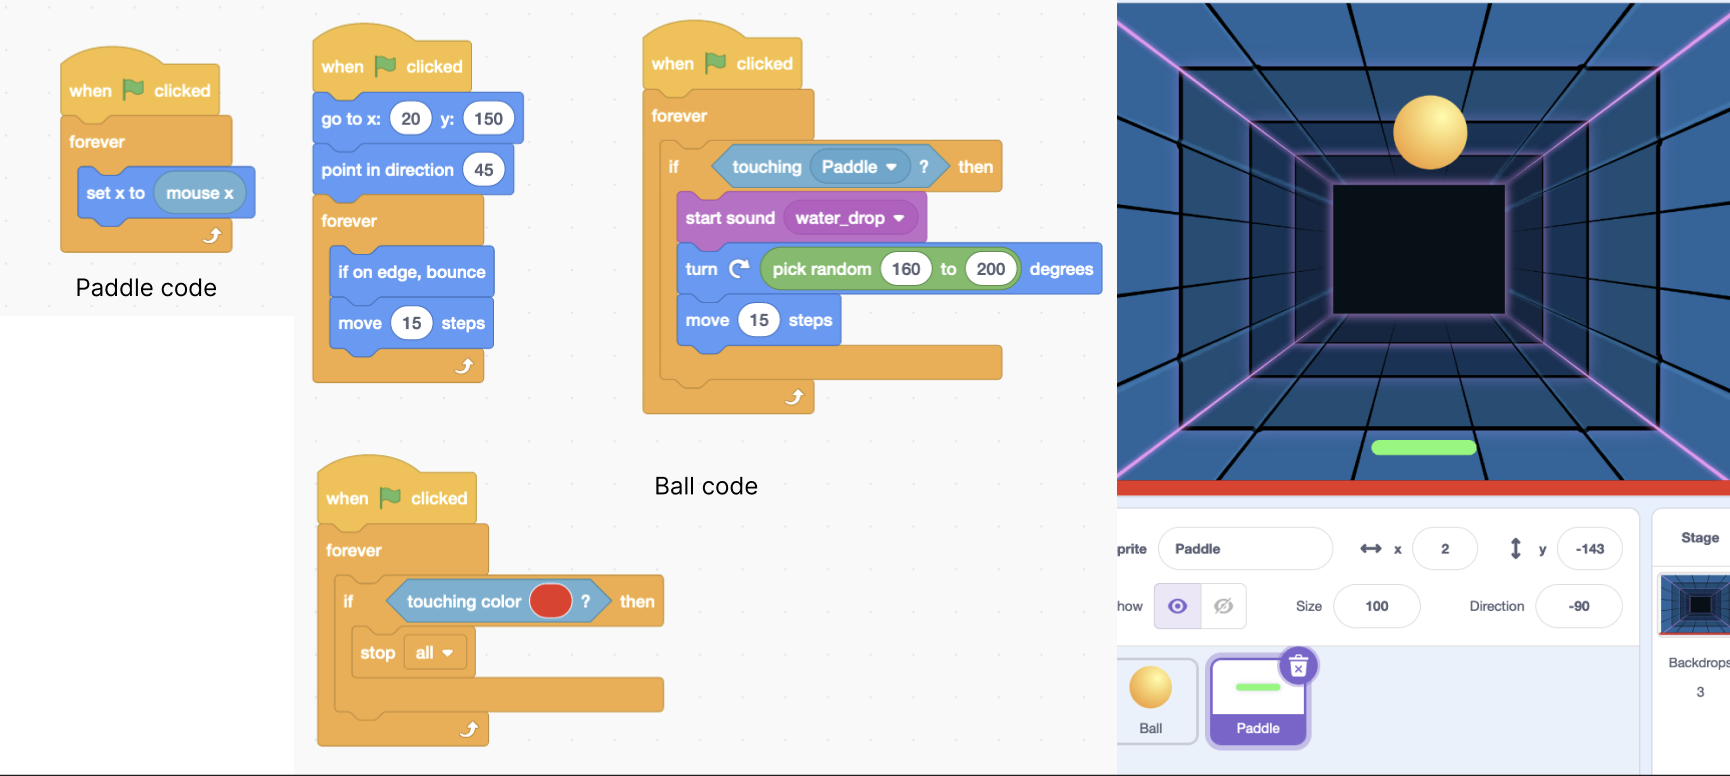 when clicked
forever
set x to mouse x
Paddle code
when clicked
go to x: 20 y: 150
point in direction 45
forever
if on edge, bounce
move 15 steps
when clicked
forever
if touching Paddle ? then
start sound water_drop
turn pick random 160 to 200 degrees
move 15 steps
when clicked
forever
if touching color ? then
stop all
Ball code
prite Paddle x 2 y -143
how Size 100 Direction -90
Ball
Paddle
Stage
Backdrops
3